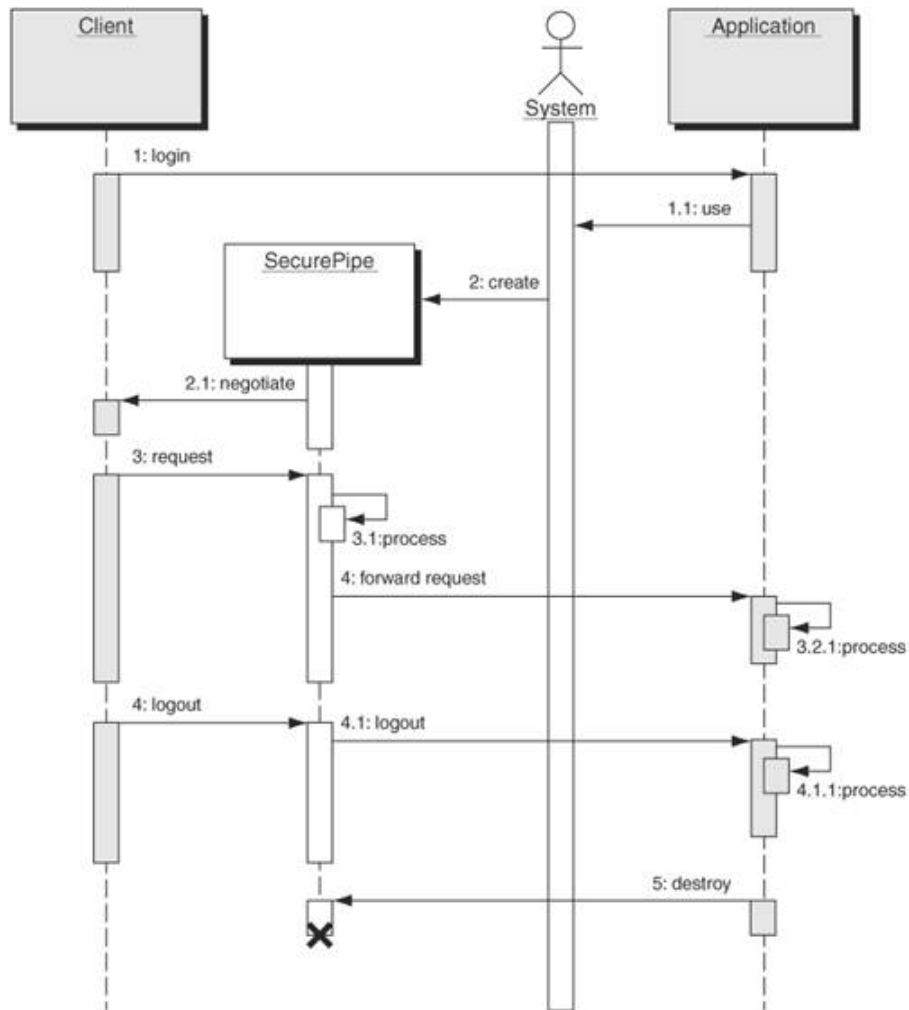 Client
System
Application
1: login
1.1: use
SecurePipe
2: create
2.1: negotiate
3: request
3.1:process
4: forward request
3.2.1:process
4: logout
4.1: logout
4.1.1:process
5: destroy